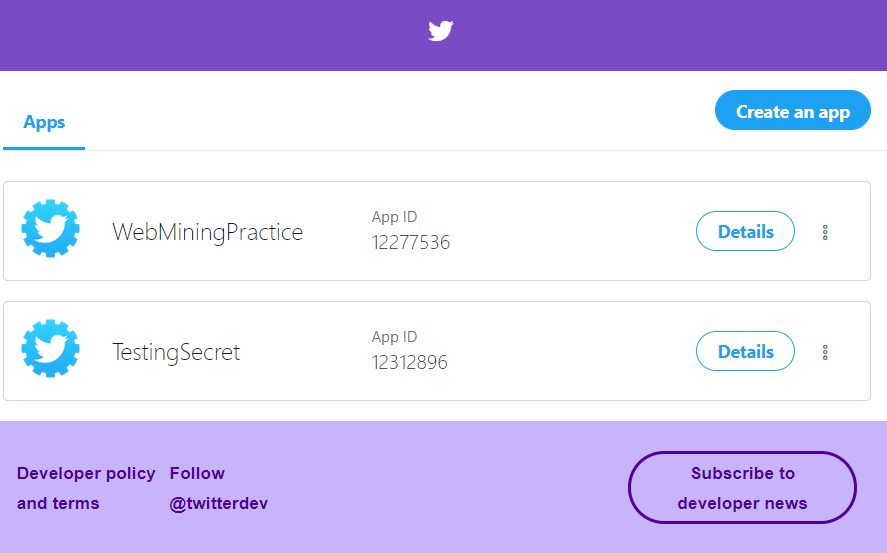 Apps
Create an app
WebMiningPractice
App ID
12277536
Details
TestingSecret
App ID
12312896
Details
Developer policy
and terms
Follow
@twitterdev
Subscribe to
developer news